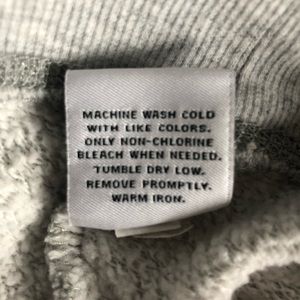 MACHINE WASH COLD
WITH LIKE COLORS.
ONLY NON-CHLORINE
BLEACH WHEN NEEDED.
TUMBLE DRY LOW.
REMOVE PROMPTLY.
WARM IRON.